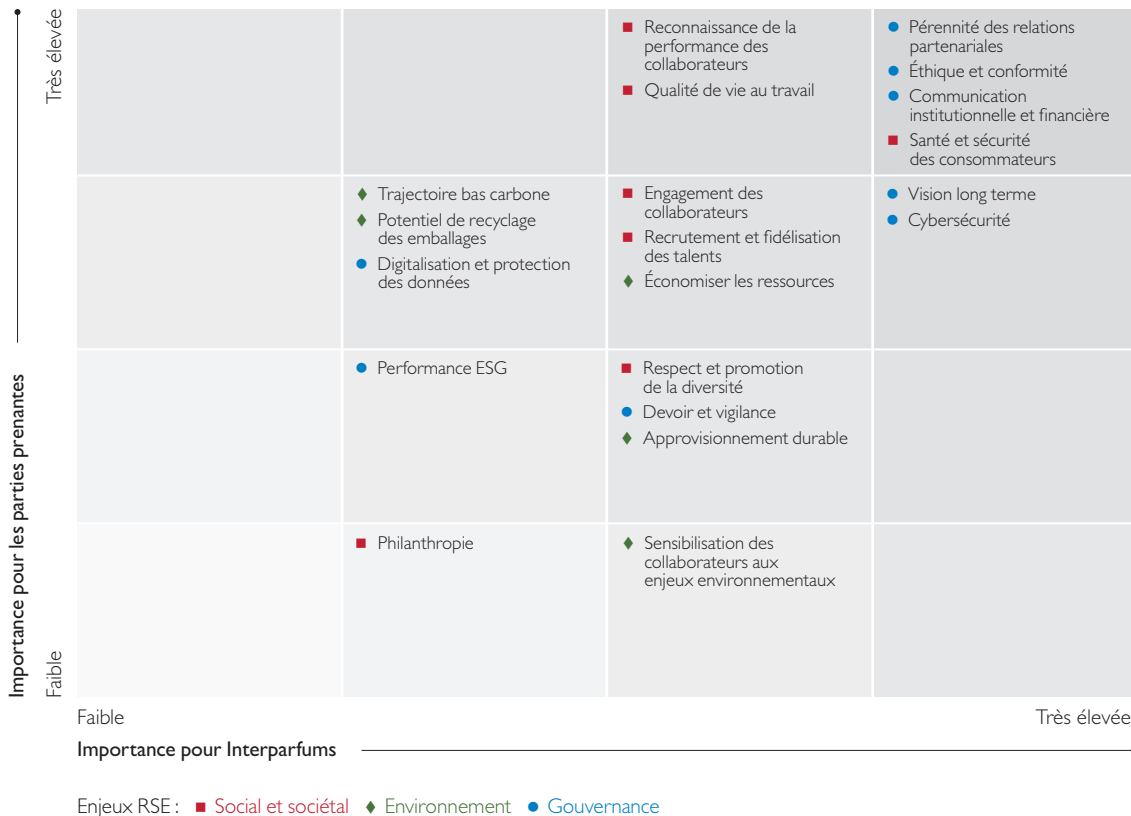 Importance pour les parties prenantes
Très élevée
Faible
Reconnaissance de la
performance des
collaborateurs
Qualité de vie au travail
Pérennité des relations
partenariales
Éthique et conformité
Communication
institutionnelle et financière
Santé et sécurité
des consommateurs
Trajectoire bas carbone
Potentiel de recyclage
des emballages
Digitalisation et protection
des données
Engagement des
collaborateurs
Recrutement et fidélisation
des talents
Économiser les ressources
Vision long terme
Cybersécurité
Performance ESG
Respect et promotion
de la diversité
Devoir et vigilance
Approvisionnement durable
Philanthropie
Sensibilisation des
collaborateurs aux
enjeux environnementaux
Faible
Très élevée
Importance pour Interparfums
Enjeux RSE : Social et sociétal Environnement Gouvernance